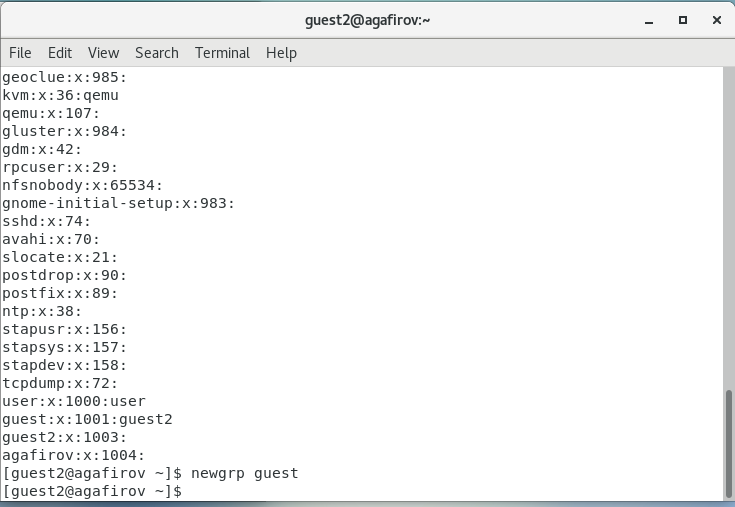 guest2@agafirov:~
File Edit View Search Terminal Help
geoclue:x:985:
kvm:x:36:qemu
qemu:x:107:
gluster:x:984:
gdm:x:42:
rpcuser:x:29:
nfsnobody:x:65534:
gnome-initial-setup:x:983:
sshd:x:74:
avahi:x:70:
slocate:x:21:
postdrop:x:90:
postfix:x:89:
ntp:x:38:
stapusr:x:156:
stapsys:x:157:
stapdev:x:158:
tcpdump:x:72:
user:x:1000:user
guest:x:1001:guest2
guest2:x:1003:
agafirov:x:1004:
[guest2@agafirov ~]$ newgrp guest
[guest2@agafirov ~]$